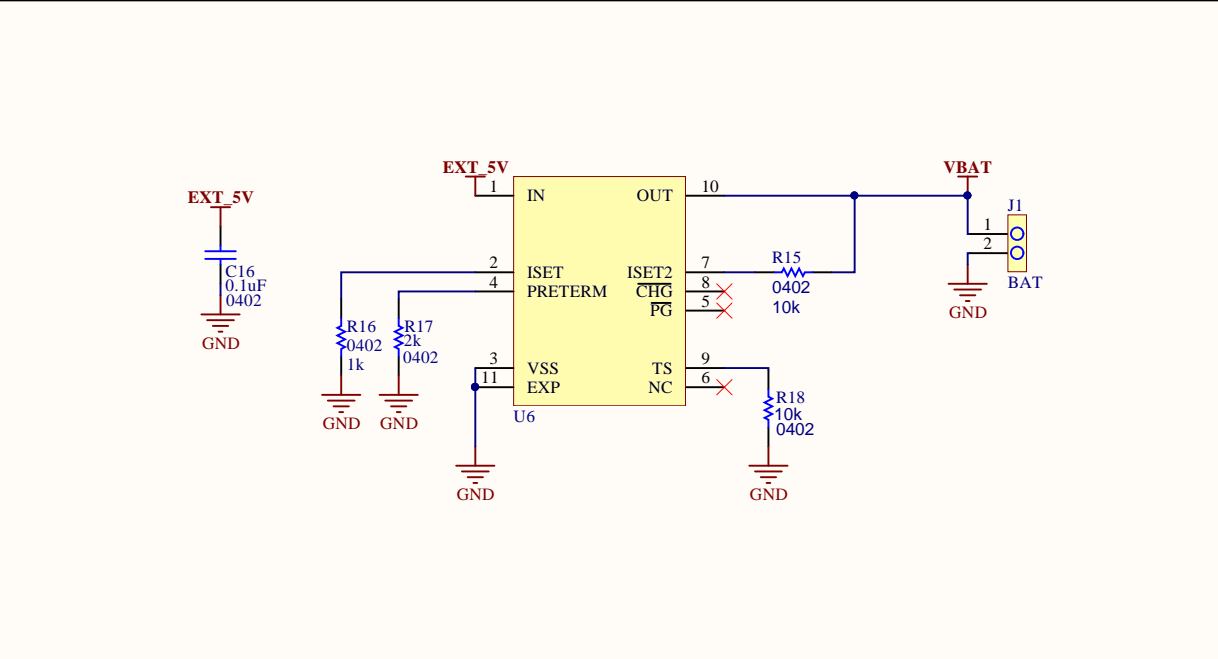 EXT_5V
VBAT
EXT_5V
1
IN
OUT
10
J1
1
2
BAT
GND
C16
0.1uF
0402
GND
2
ISET
4
PRETERM
ISET2
7
CHG
8
PG
5
R15
0402
10k
R16
0402
1k
GND
R17
2k
0402
GND
3
VSS
11
EXP
TS
9
NC
6
U6
R18
10k
0402
GND
GND